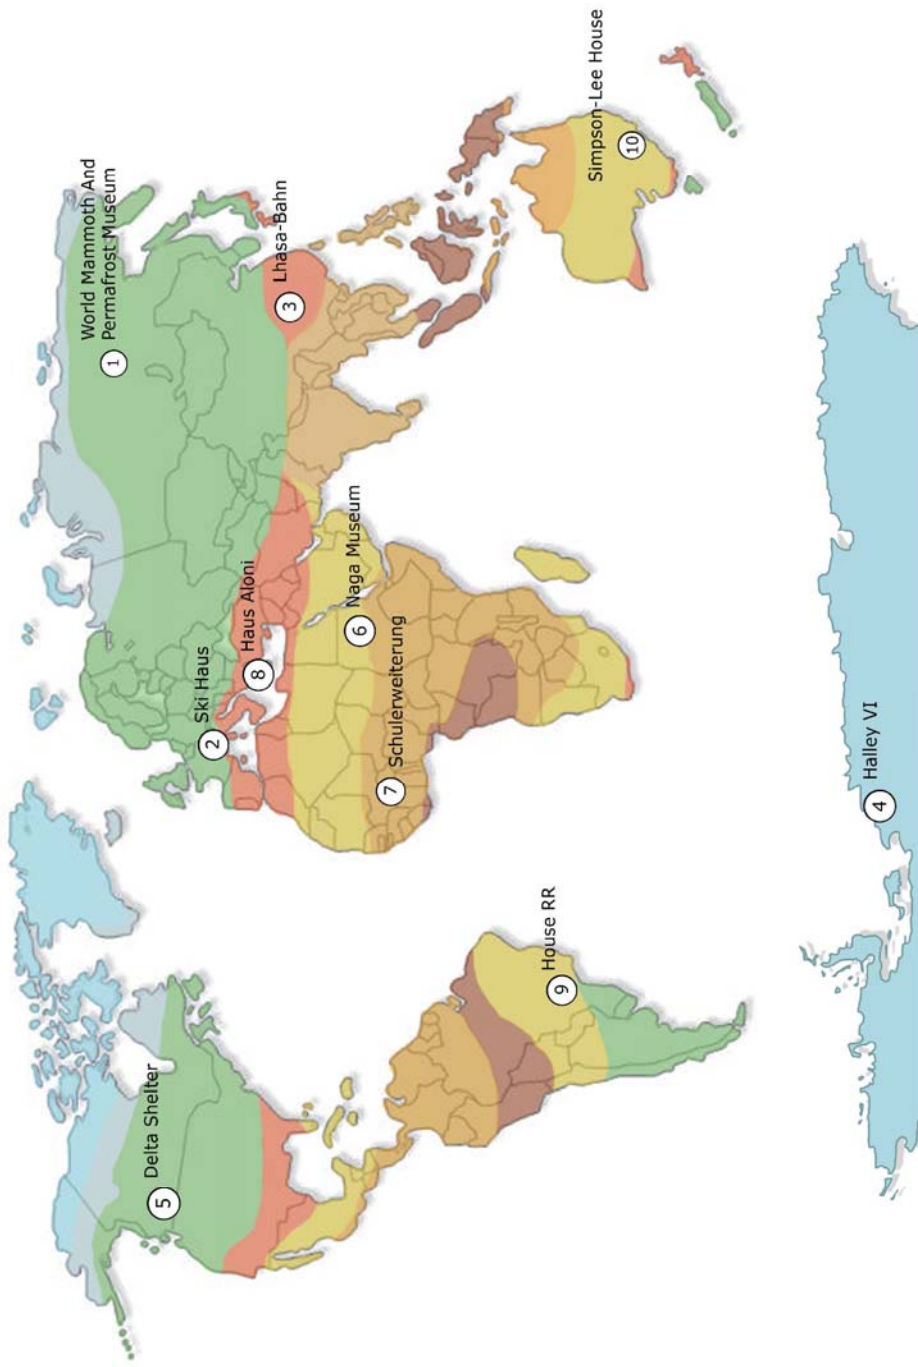 World Mammoth And
Permafrost Museum
1
Ski Haus
2
Lhasa-Bahn
3
Halley VI
4
Delta Shelter
5
Naga Museum
6
Schulerweiterung
7
Haus Aloni
8
House RR
9
Simpson-Lee House
10